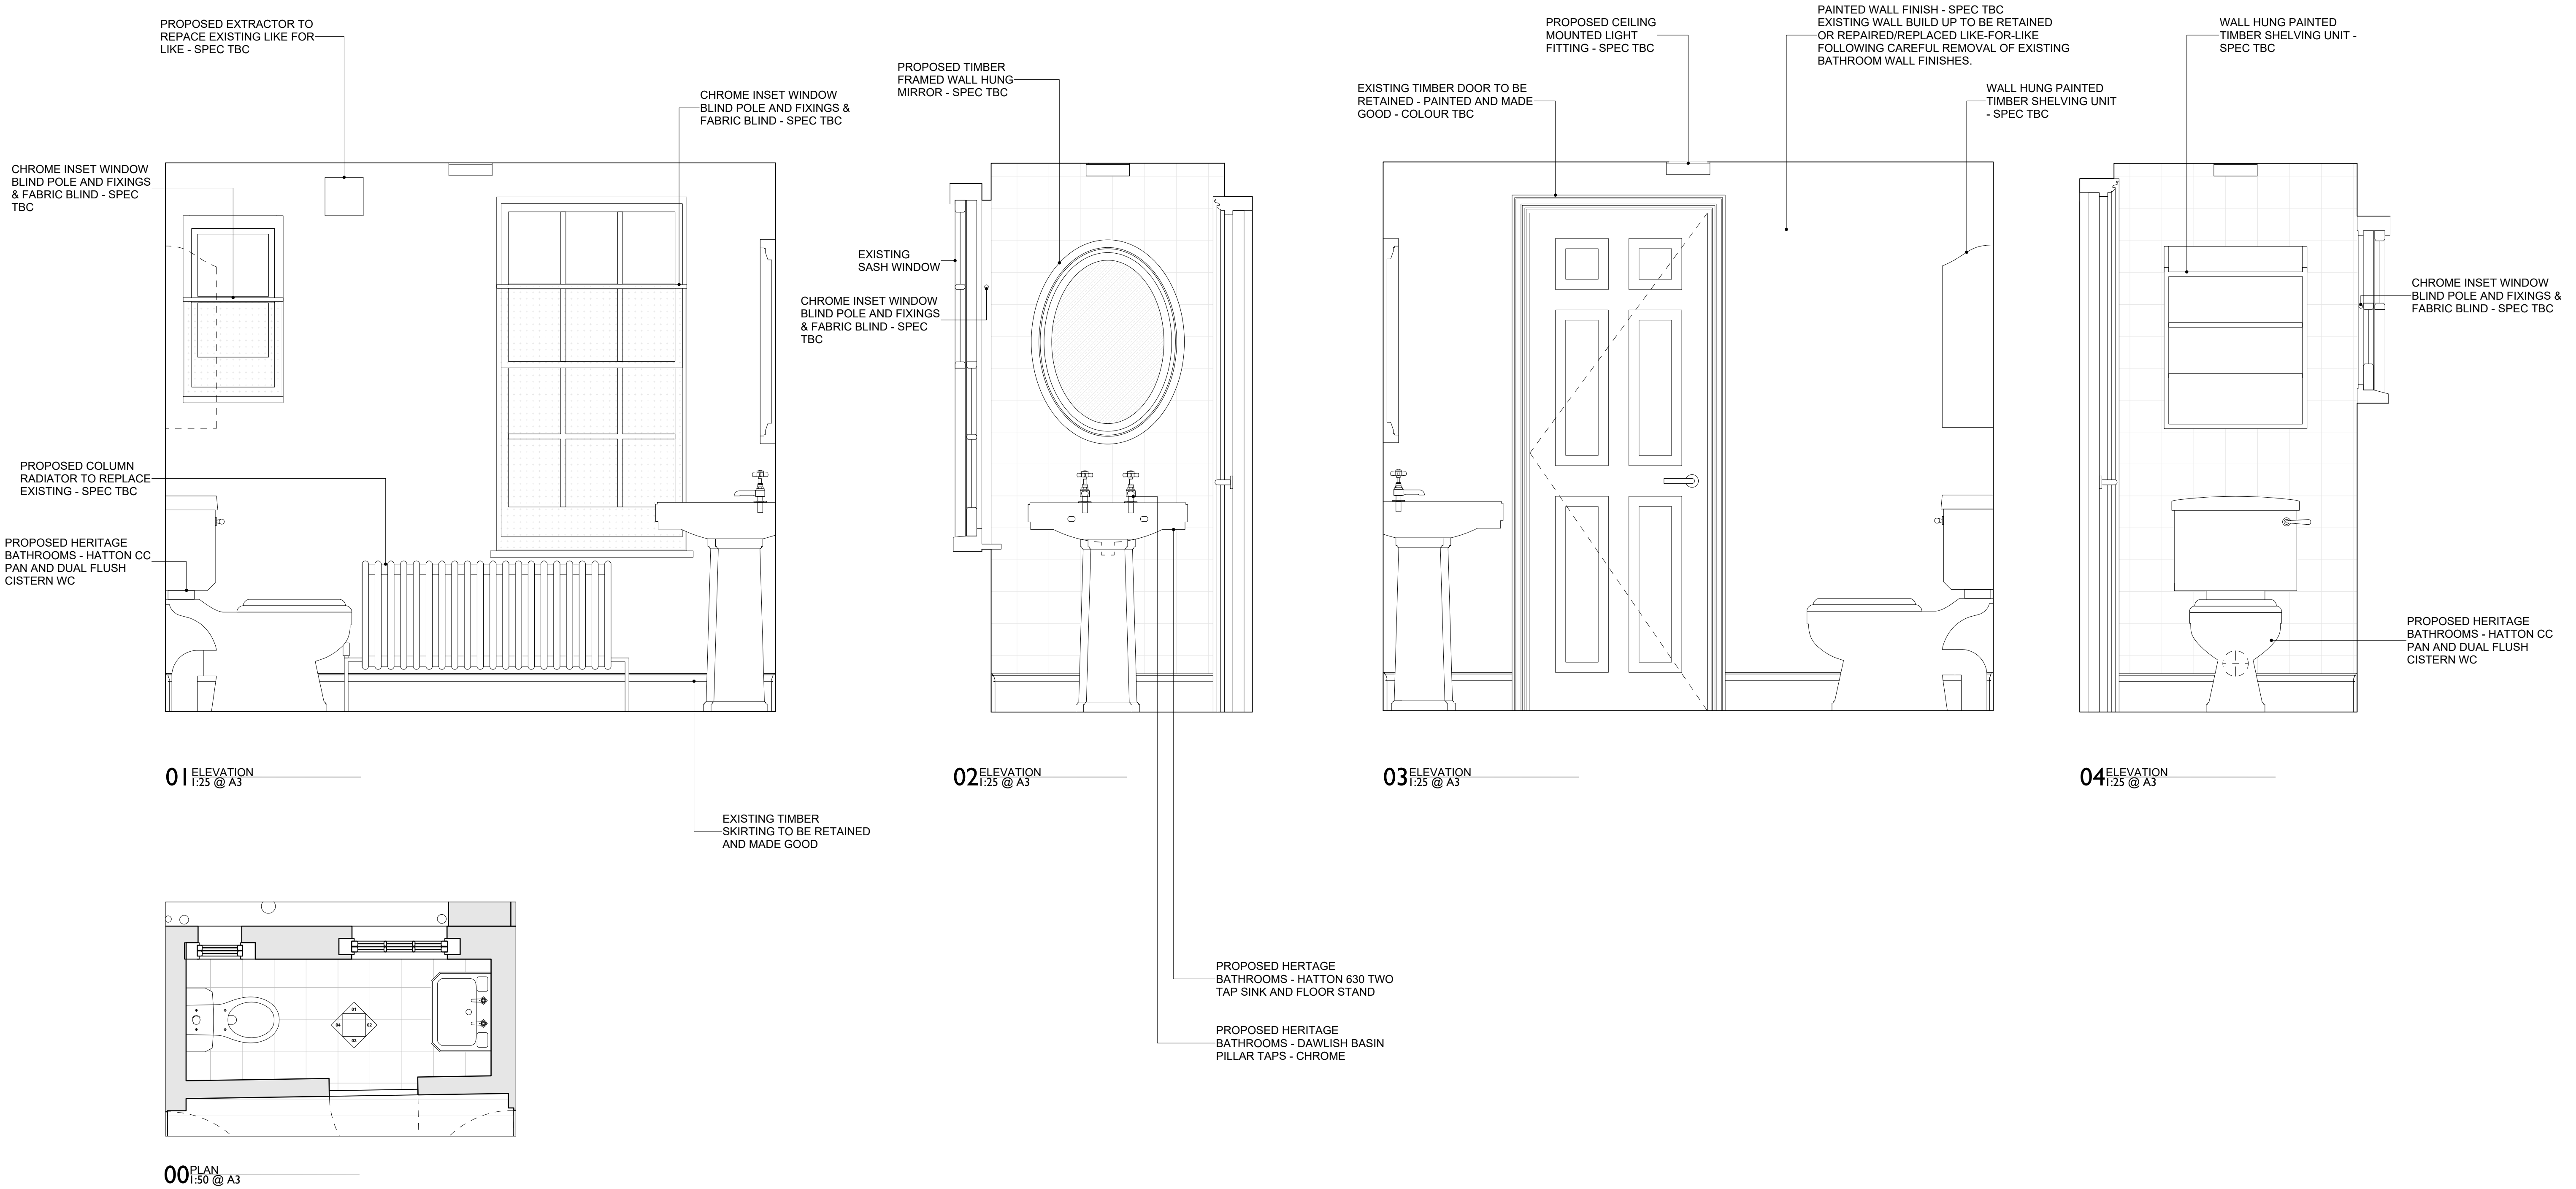 PROPOSED EXTRACTOR TO
REPACE EXISTING LIKE FOR
LIKE - SPEC TBC
CHROME INSET WINDOW
BLIND POLE AND FIXINGS &
FABRIC BLIND - SPEC TBC
CHROME INSET WINDOW
BLIND POLE AND FIXINGS
& FABRIC BLIND - SPEC
TBC
PROPOSED COLUMN
RADIATOR TO REPLACE
EXISTING - SPEC TBC
PROPOSED HERITAGE
BATHROOMS - HATTON CC
PAN AND DUAL FLUSH
CISTERN WC
01 ELEVATION
1:25 @ A3
EXISTING TIMBER
SKIRTING TO BE RETAINED
AND MADE GOOD
PROPOSED TIMBER
FRAMED WALL HUNG
MIRROR - SPEC TBC
EXISTING
SASH WINDOW
CHROME INSET WINDOW
BLIND POLE AND FIXINGS
& FABRIC BLIND - SPEC
TBC
02 ELEVATION
1:25 @ A3
PROPOSED HERTAGE
BATHROOMS - HATTON 630 TWO
TAP SINK AND FLOOR STAND
PROPOSED HERITAGE
BATHROOMS - DAWLISH BASIN
PILLAR TAPS - CHROME
EXISTING TIMBER DOOR TO BE
RETAINED - PAINTED AND MADE
GOOD - COLOUR TBC
PROPOSED CEILING
MOUNTED LIGHT
FITTING - SPEC TBC
PAINTED WALL FINISH - SPEC TBC
EXISTING WALL BUILD UP TO BE RETAINED
OR REPAIRED/REPLACED LIKE-FOR-LIKE
FOLLOWING CAREFUL REMOVAL OF EXISTING
BATHROOM WALL FINISHES.
WALL HUNG PAINTED
TIMBER SHELVING UNIT
- SPEC TBC
03 ELEVATION
1:25 @ A3
WALL HUNG PAINTED
TIMBER SHELVING UNIT -
SPEC TBC
CHROME INSET WINDOW
BLIND POLE AND FIXINGS &
FABRIC BLIND - SPEC TBC
PROPOSED HERITAGE
BATHROOMS - HATTON CC
PAN AND DUAL FLUSH
CISTERN WC
04 ELEVATION
1:25 @ A3
01
04 02
03
00 PLAN
1:50 @ A3